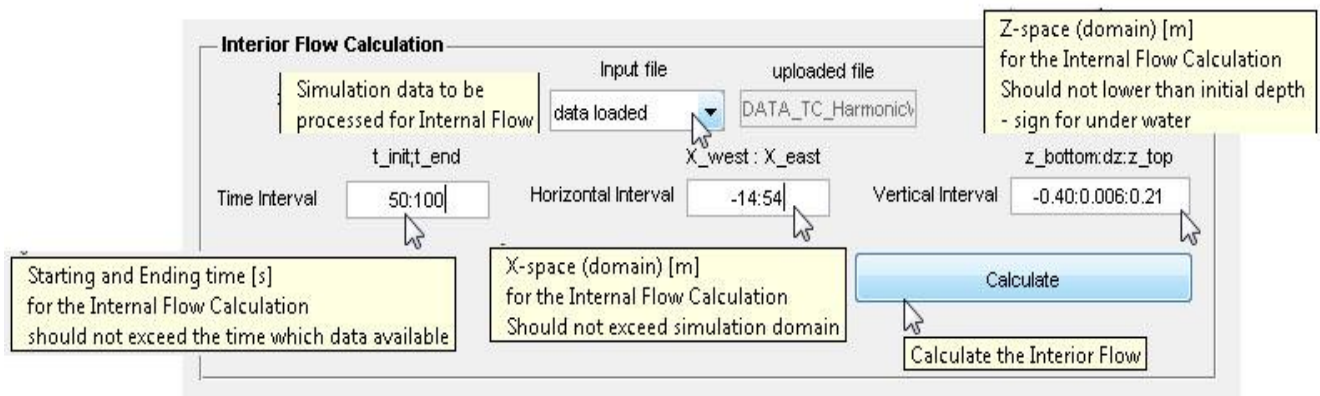 Interior Flow Calculation
Simulation data to be
processed for Internal Flow
Input file
data loaded
uploaded file
Z-space (domain) [m]
for the Internal Flow Calculation
Should not lower than initial depth
- sign for under water
t_init;t_end
X_west : X_east
z_bottom:dz:z_top
Time Interval
50:100
Horizontal Interval
-14:54
Vertical Interval
-0.40:0.006:0.21
Starting and Ending time [s]
for the Internal Flow Calculation
should not exceed the time which data available
X-space (domain) [m]
for the Internal Flow Calculation
Should not exceed simulation domain
Calculate
Calculate the Interior Flow